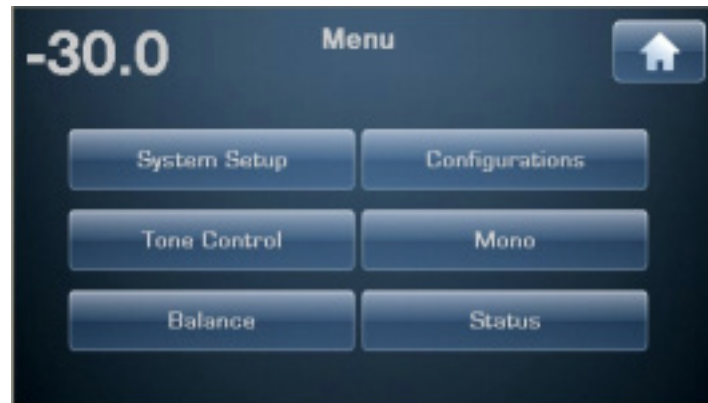 -30.0
Menu
System Setup
Configurations
Tone Control
Mono
Balance
Status